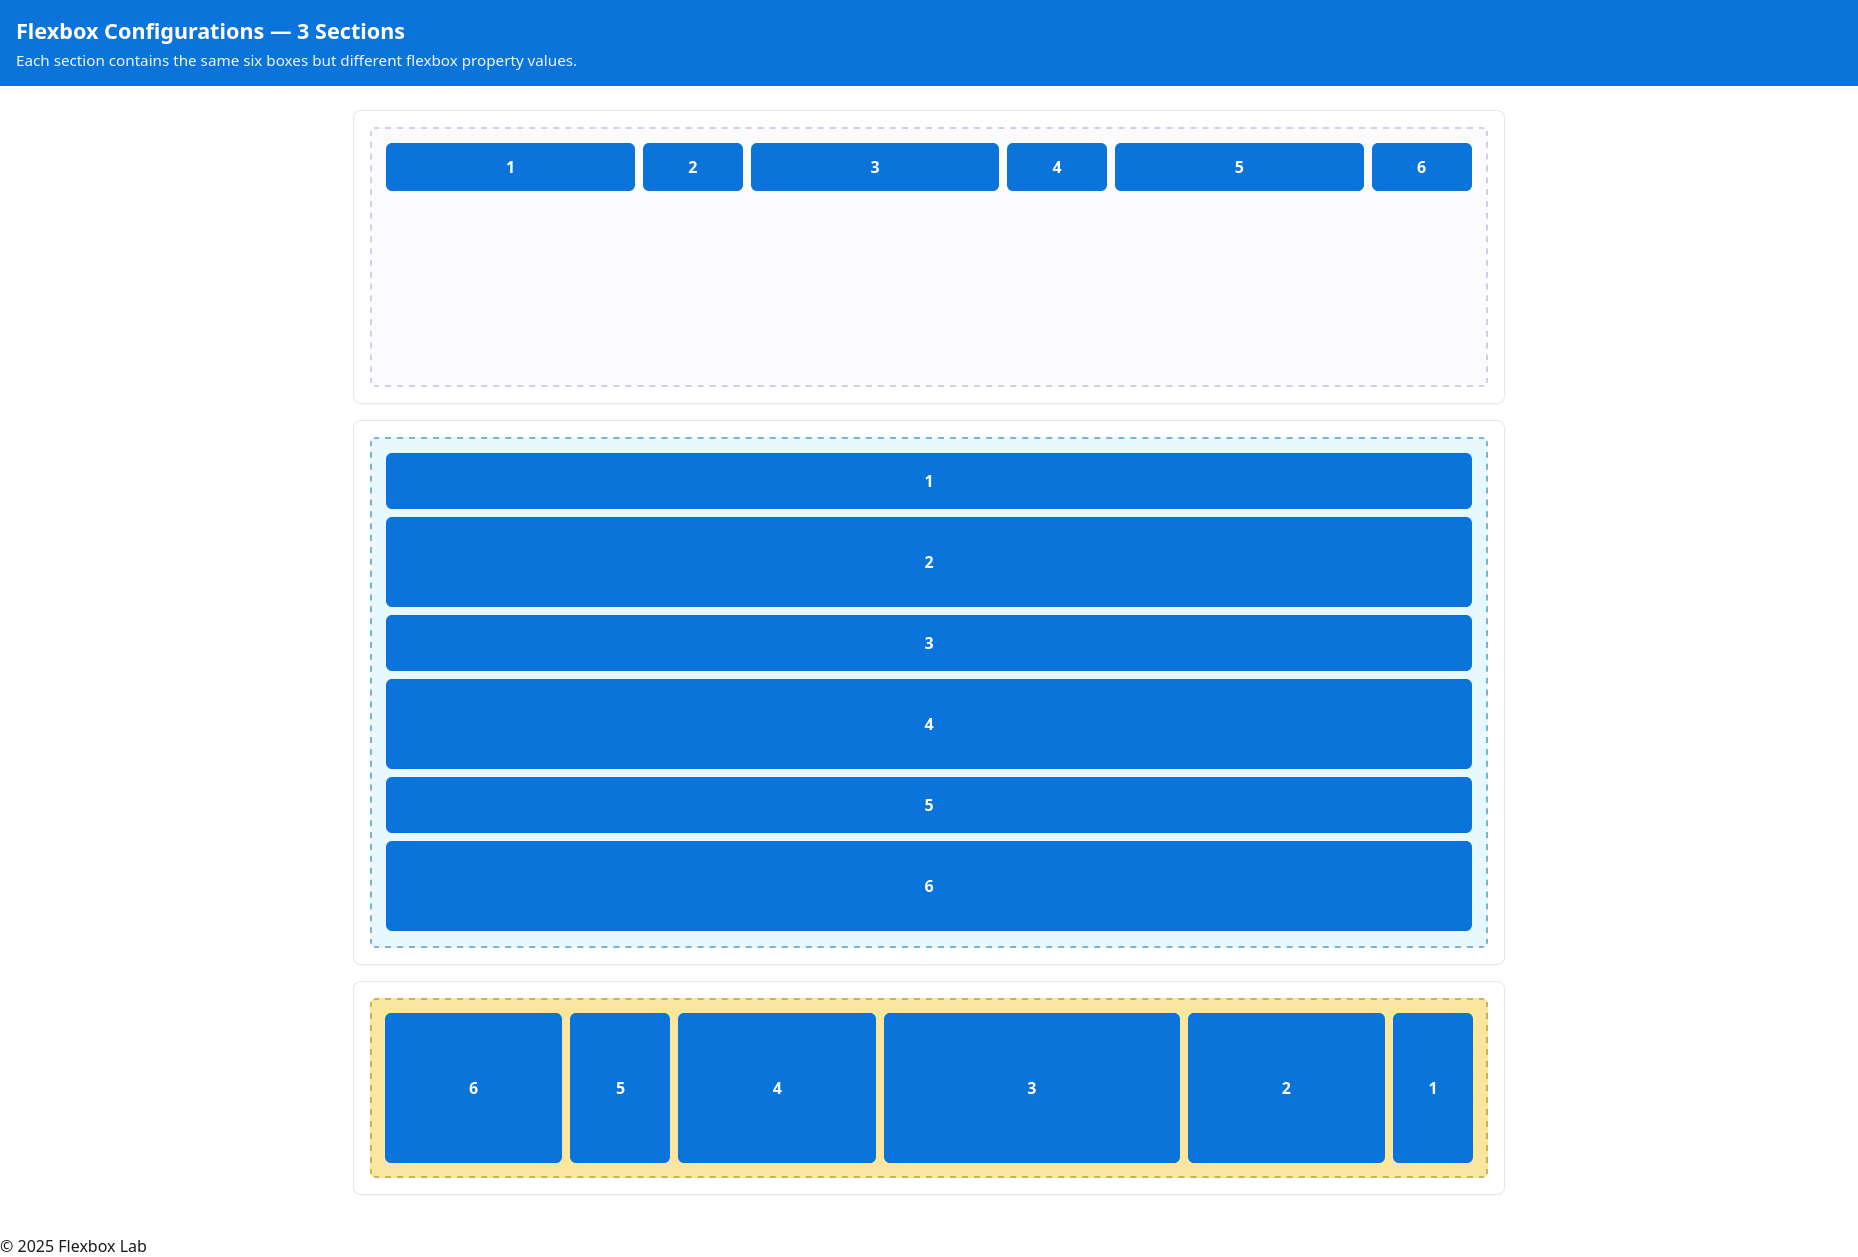 Flexbox Configurations — 3 Sections
Each section contains the same six boxes but different flexbox property values.
1 2 3 4 5 6
1
2
3
4
5
6
6 5 4 3 2 1
© 2025 Flexbox Lab